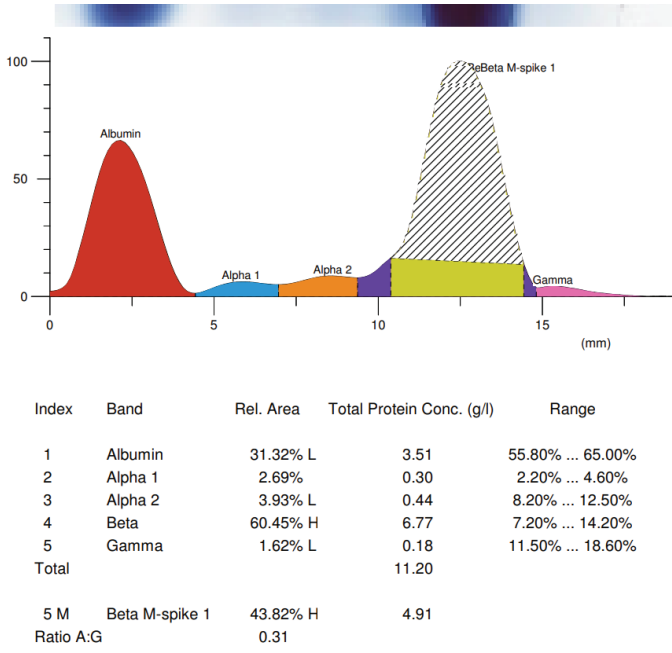 100
ReBeta M-spike 1
Albumin
50
Alpha 1
Alpha 2
Gamma
0
0 5 10 15
(mm)
Index Band Rel. Area Total Protein Conc. (g/l) Range
1 Albumin 31.32% L 3.51 55.80% ... 65.00%
2 Alpha 1 2.69% 0.30 2.20% ... 4.60%
3 Alpha 2 3.93% L 0.44 8.20% ... 12.50%
4 Beta 60.45% H 6.77 7.20% ... 14.20%
5 Gamma 1.62% L 0.18 11.50% ... 18.60%
Total 11.20
5 M Beta M-spike 1 43.82% H 4.91
Ratio A:G 0.31